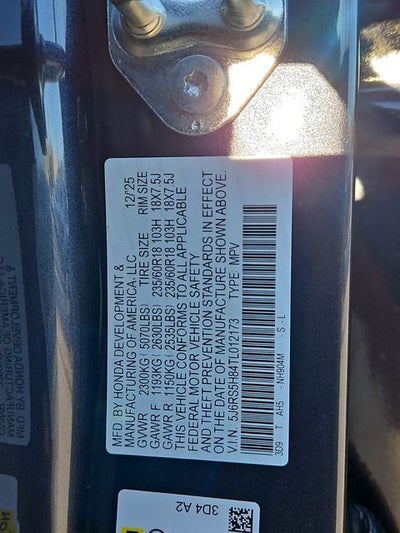 MFD BY HONDA DEVELOPMENT &
MANUFACTURING OF AMERICA, LLC 12/'25
GVWR 2300KG ( 5070LBS) TIRE SIZE RIM SIZE
GAWR F 1193KG ( 2630LBS) 235/60R18 103H 18X7.5J
GAWR R 1150KG ( 2535LBS) 235/60R18 103H 18X7.5J
THIS VEHICLE CONFORMS TO ALL APPLICABLE
FEDERAL MOTOR VEHICLE SAFETY
AND THEFT PREVENTION STANDARDS IN EFFECT
ON THE DATE OF MANUFACTURE SHOWN ABOVE.
V.I.N: 5J6RS5H84TL012173 TYPE MPV
3D9 T AH5 - NH904M - S - L
3D4 A2